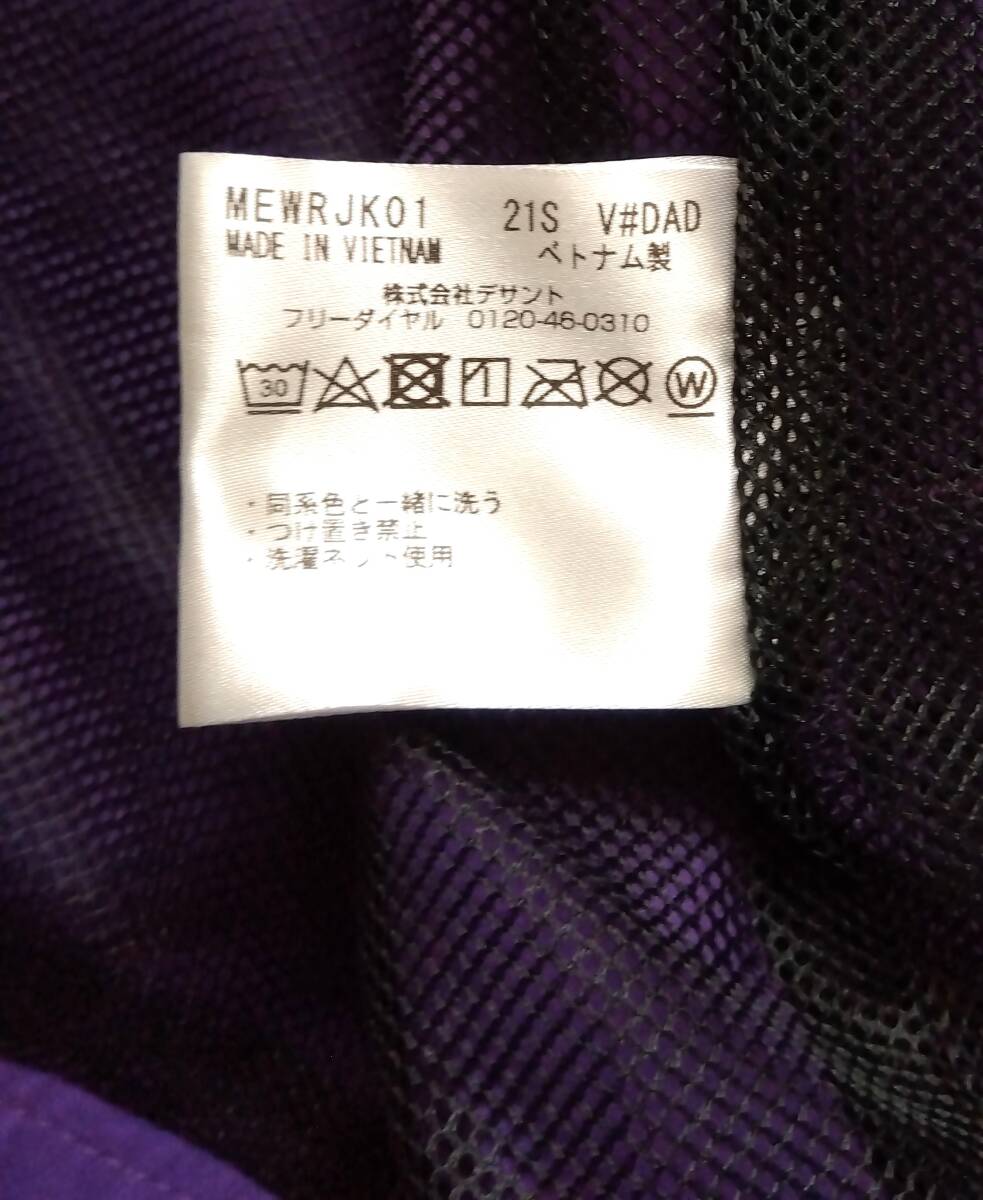 MEWRJK01 21S V#DAD
MADE IN VIETNAM ベトナム製
株式会社デサント
フリーダイヤル 0120-46-0310
30 1 W
・同系色と一緒に洗う
・つけ置き禁止
・洗濯ネット使用